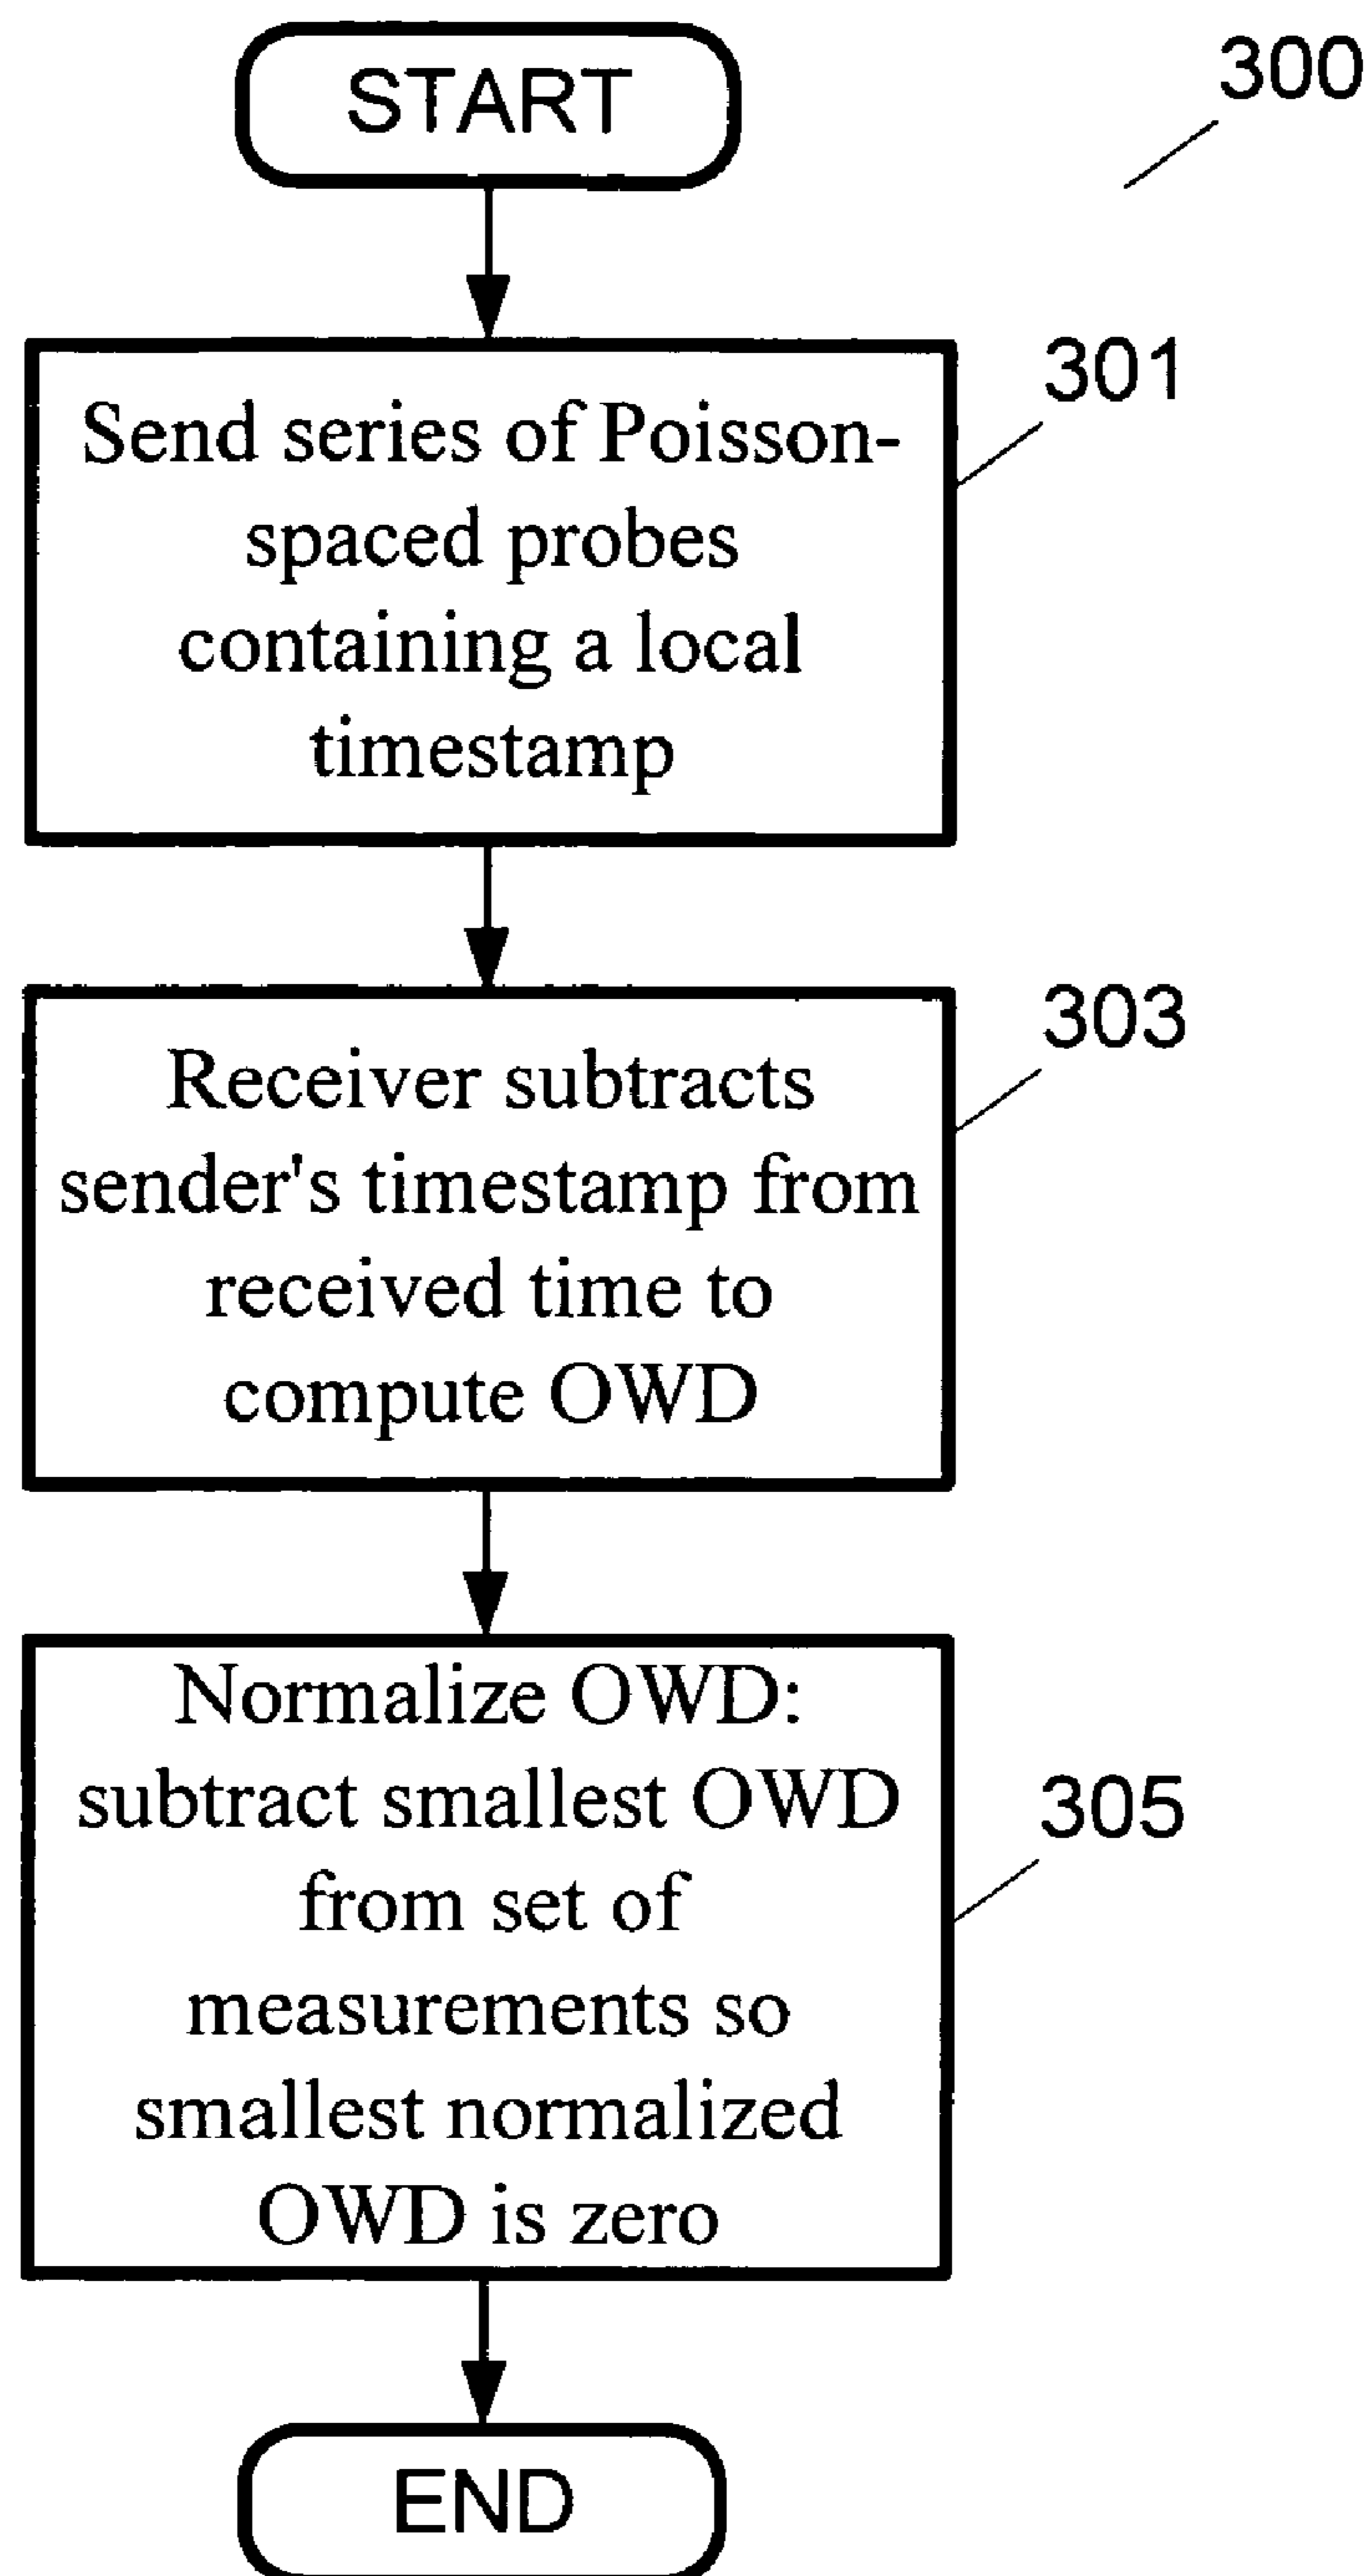 START
300
301
Send series of Poisson-
spaced probes
containing a local
timestamp
303
Receiver subtracts
sender's timestamp from
received time to
compute OWD
Normalize OWD:
subtract smallest OWD
305
from set of
measurements so
smallest normalized
OWD is zero
END